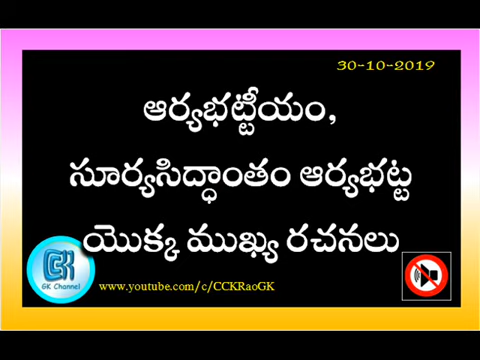 30-10-2019
ఆర్యభట్టీయం,
సూర్యసిద్ధాంతం ఆర్యభట్ట
యొక్క ముఖ్య రచనలు
GK
GK Channel
www.youtube.com/c/CCKRaoGK